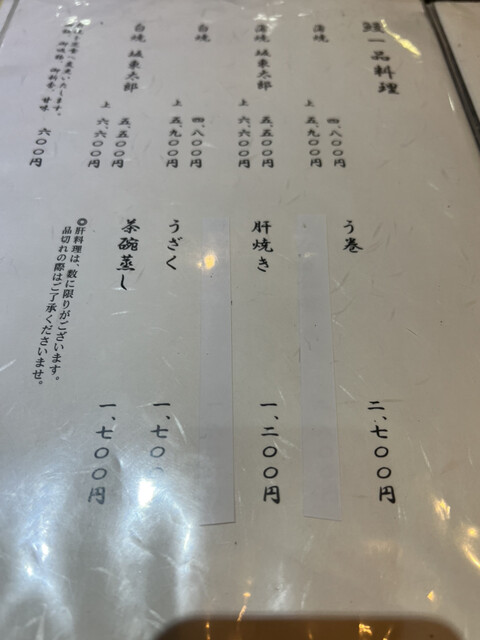 鰻一品料理
蒲焼
四、八〇〇円
上 五、九〇〇円
蒲焼 坂東太郎
五、五〇〇円
上 六、六〇〇円
白焼
四、八〇〇円
上 五、九〇〇円
白焼 坂東太郎
五、五〇〇円
上 六、六〇〇円
六〇〇円
う巻
二、七〇〇円
肝焼き
一、二〇〇円
うざく
一、七〇〇
茶碗蒸し
一、七〇〇円
◎肝料理は、数に限りがございます。
品切れの際はご了承くださいませ。